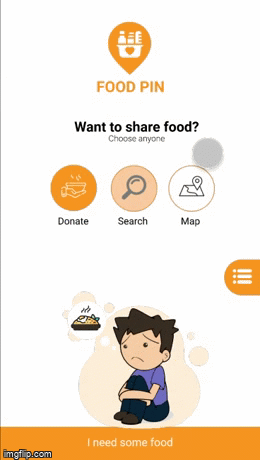 FOOD PIN
Want to share food?
Choose anyone
Donate Search Map
I need some food
imgflip.com